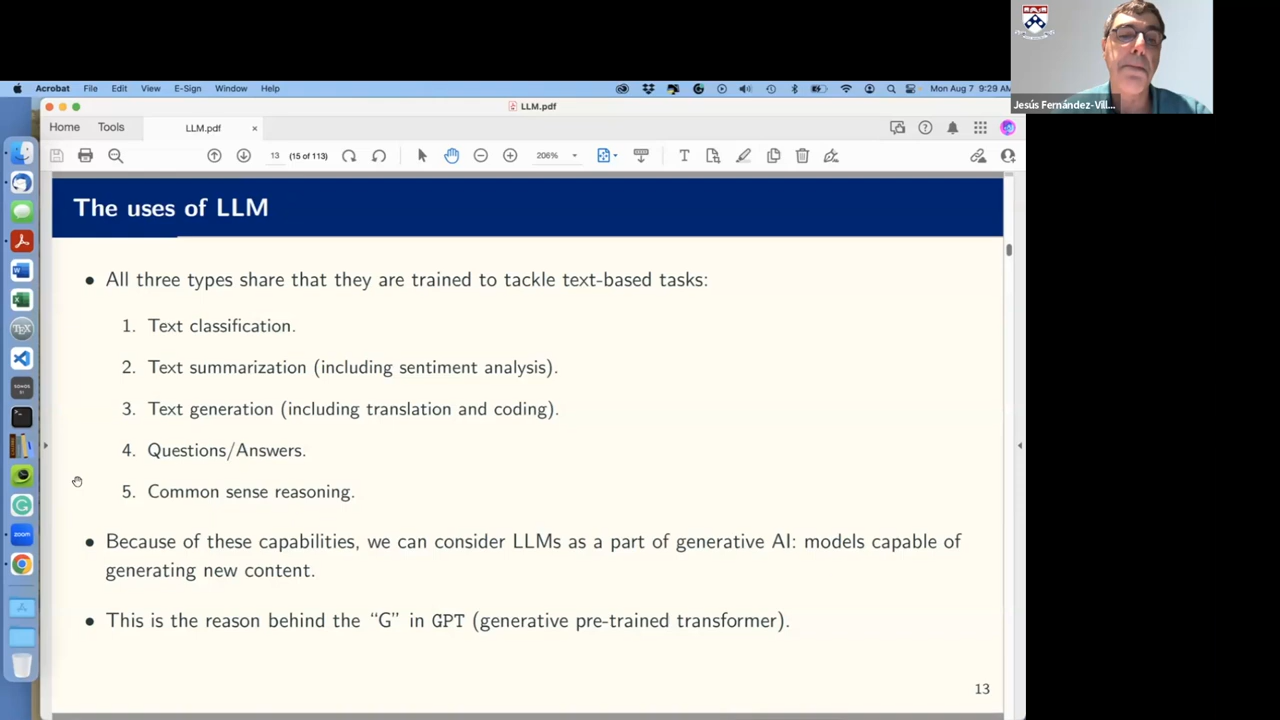 Acrobat File Edit View E-Sign Window Help Mon Aug 7 9:29 AM
Jesús Fernández-Vill...
LLM.pdf
Home Tools LLM.pdf ×
13 (15 of 113) 206%
The uses of LLM
• All three types share that they are trained to tackle text-based tasks:
1. Text classification.
2. Text summarization (including sentiment analysis).
3. Text generation (including translation and coding).
4. Questions/Answers.
5. Common sense reasoning.
• Because of these capabilities, we can consider LLMs as a part of generative AI: models capable of
generating new content.
• This is the reason behind the “G” in GPT (generative pre-trained transformer).
13
zoom